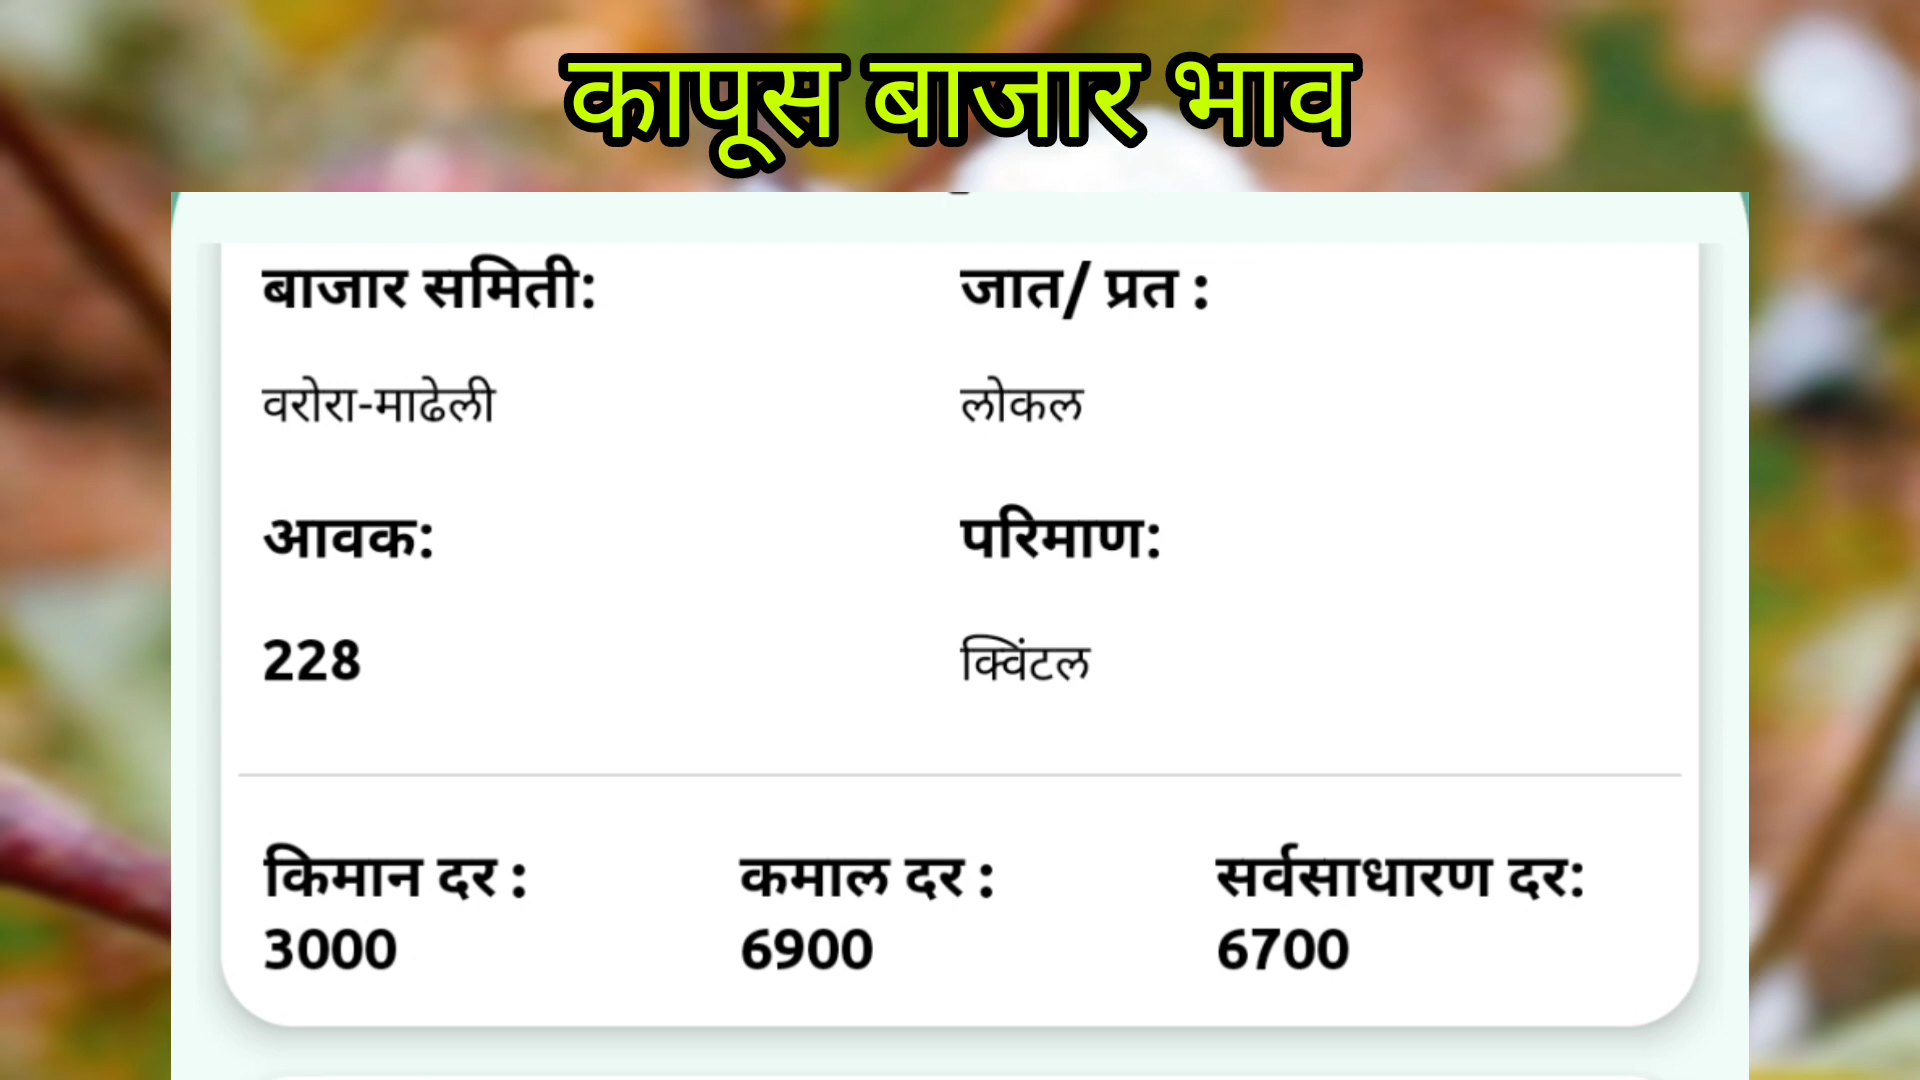 कापूस बाजार भाव
बाजार समिती: जात/ प्रत :
वरोरा-माढेली लोकल
आवक: परिमाण:
228 क्विंटल
किमान दर : कमाल दर : सर्वसाधारण दर:
3000 6900 6700